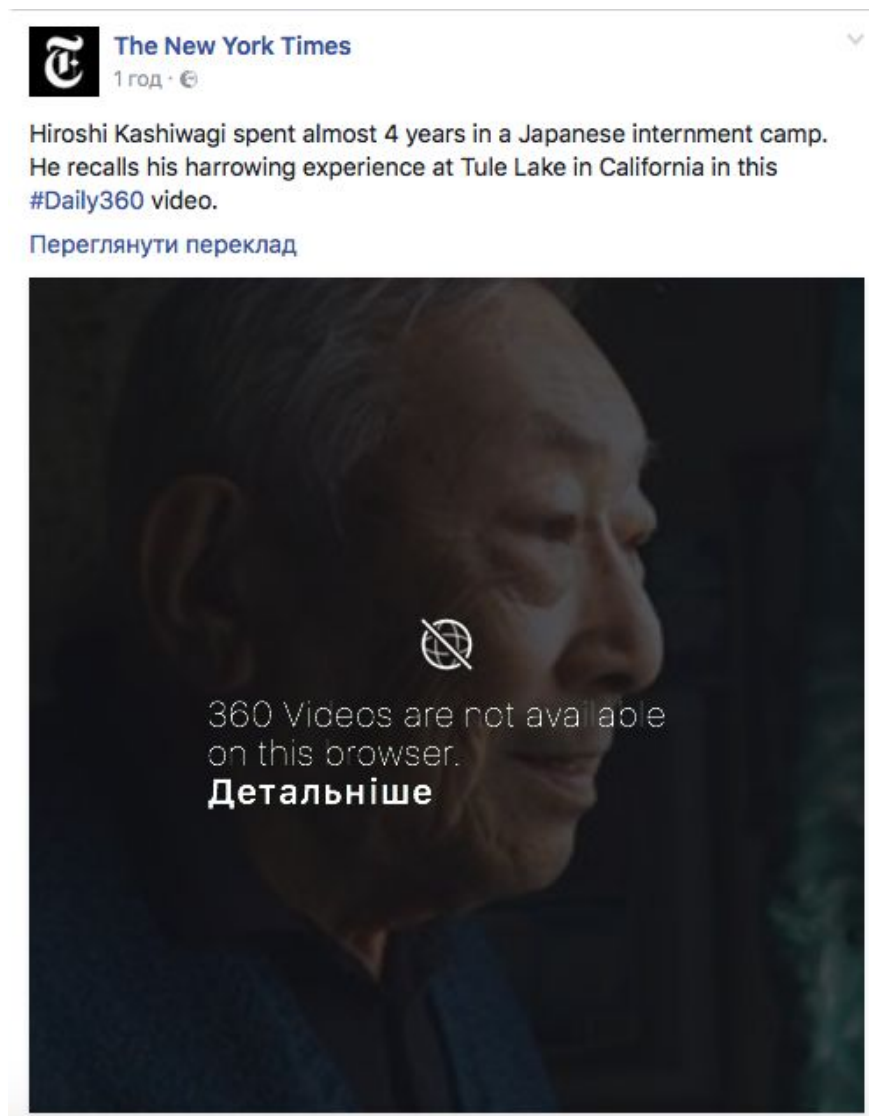 The New York Times
1 год ·
Hiroshi Kashiwagi spent almost 4 years in a Japanese internment camp.
He recalls his harrowing experience at Tule Lake in California in this
#Daily360 video.
Переглянути переклад
360 Videos are not available
on this browser.
Детальніше